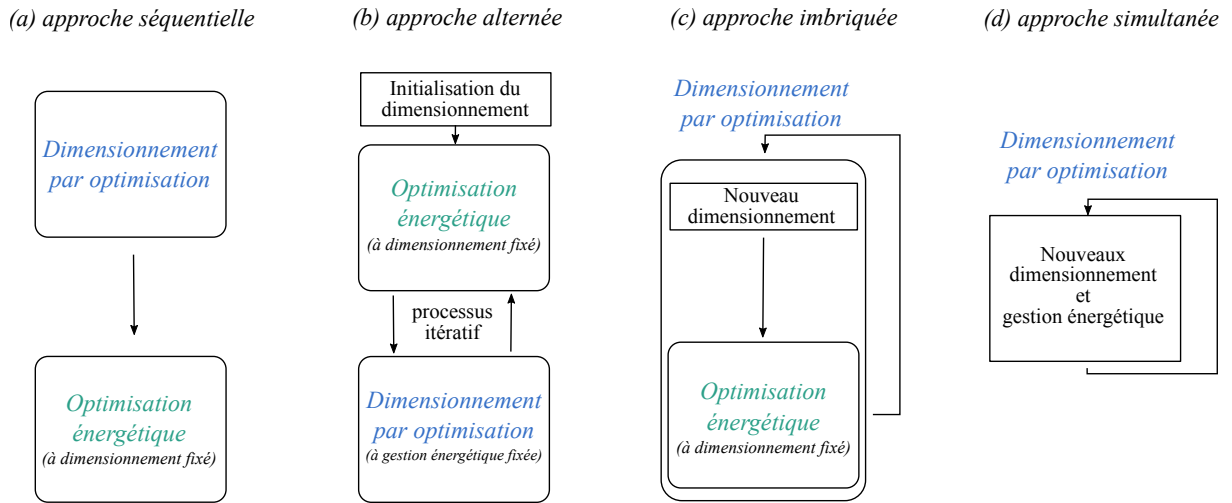 (a) approche séquentielle
(b) approche alternée
(c) approche imbriquée
(d) approche simultanée
Dimensionnement
par optimisation
Optimisation
énergétique
(à dimensionnement fixé)
Initialisation du
dimensionnement
Optimisation
énergétique
(à dimensionnement fixé)
processus
itératif
Dimensionnement
par optimisation
(à gestion énergétique fixée)
Dimensionnement
par optimisation
Nouveau
dimensionnement
Optimisation
énergétique
(à dimensionnement fixé)
Dimensionnement
par optimisation
Nouveaux
dimensionnement
et
gestion énergétique